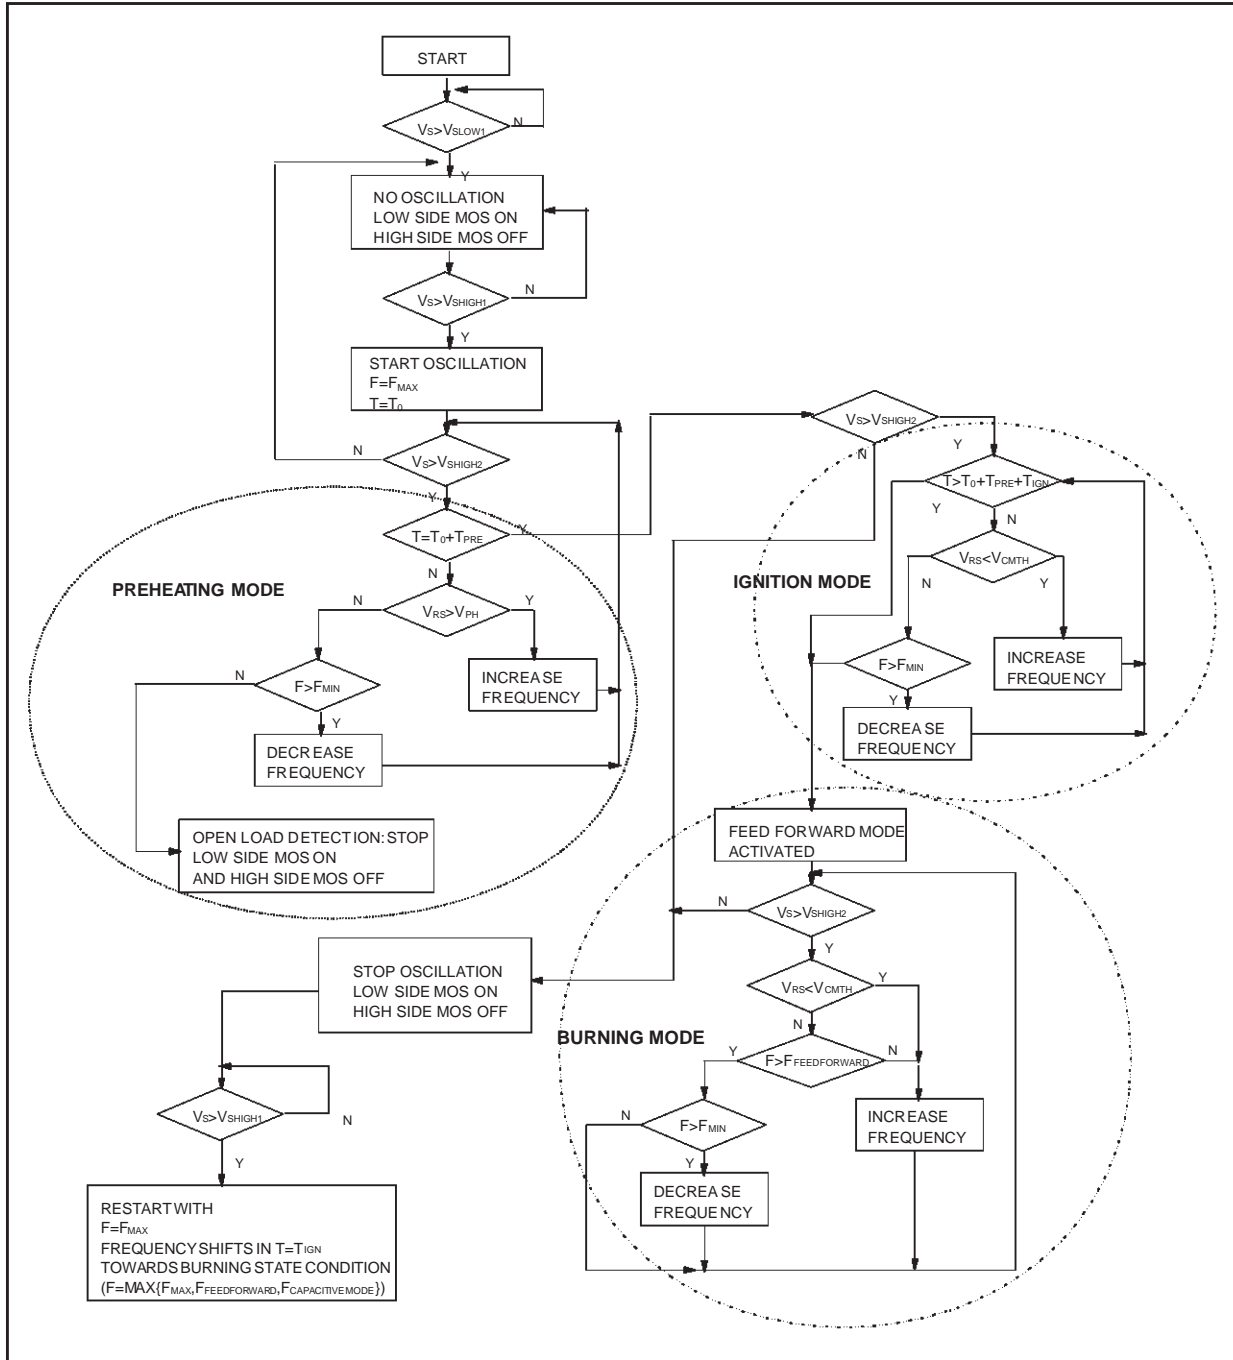 START
VS>VSLOW1
N
Y
NO OSCILLATION
LOW SIDE MOS ON
HIGH SIDE MOS OFF
VS>VSHIGH1
N
Y
START OSCILLATION
F=FMAX
T=T0
VS>VSHIGH2
N
Y
T=T0+TPRE
Y
N
PREHEATING MODE
VRS>VPH
N
Y
F>FMIN
N
Y
INCREASE
FREQUENCY
DECREASE
FREQUENCY
OPEN LOAD DETECTION: STOP
LOW SIDE MOS ON
AND HIGH SIDE MOS OFF
VS>VSHIGH2
Y
N
T>T0+TPRE+TIGN
Y
N
VRS<VCMTH
N
Y
IGNITION MODE
F>FMIN
Y
INCREASE
FREQUENCY
DECREASE
FREQUENCY
FEED FORWARD MODE
ACTIVATED
VS>VSHIGH2
N
Y
VRS<VCMTH
Y
N
BURNING MODE
F>FFEEDFORWARD
Y
N
F>FMIN
N
Y
INCREASE
FREQUENCY
DECREASE
FREQUENCY
STOP OSCILLATION
LOW SIDE MOS ON
HIGH SIDE MOS OFF
VS>VSHIGH1
N
Y
RESTART WITH
F=FMAX
FREQUENCY SHIFTS IN T=TIGN
TOWARDS BURNING STATE CONDITION
(F=MAX{FMAX,FFEEDFORWARD,FCAPACITIVE MODE})